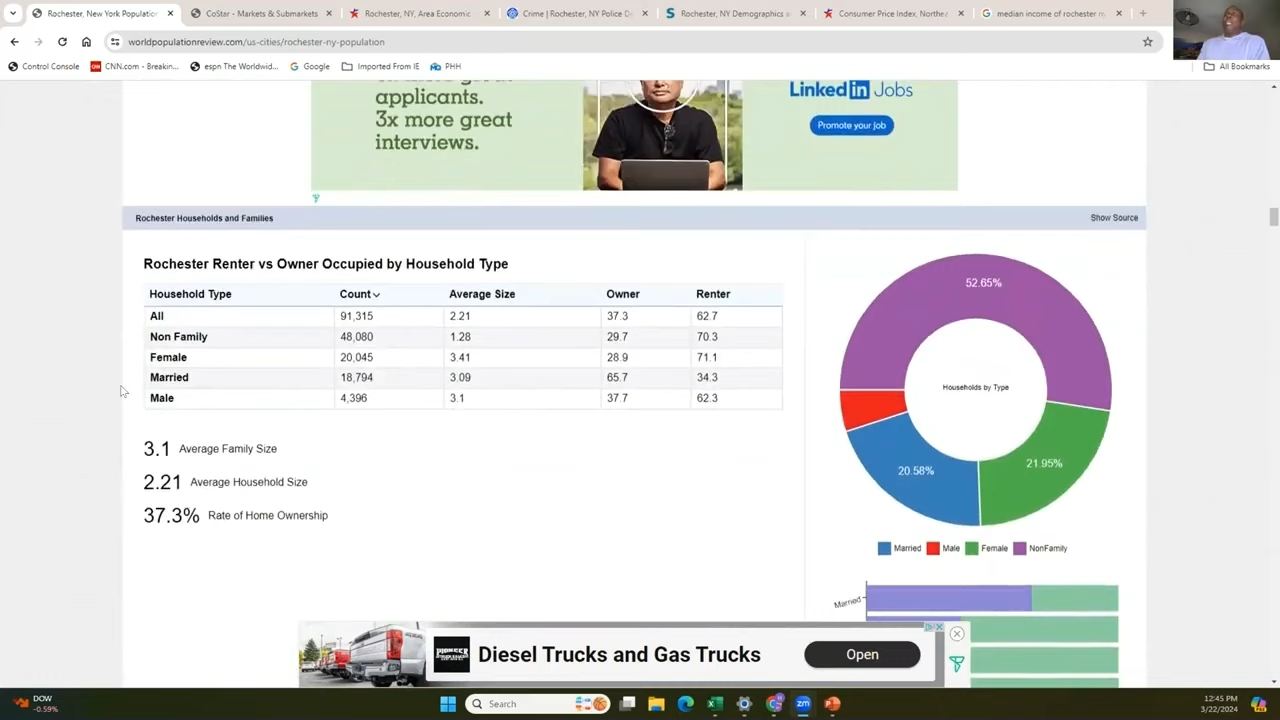 Rochester, New York Populatio
CoStar - Markets & Submarkets
Rochester, NY, Area Economic
Crime | Rochester, NY Police D
Rochester, NY Demographics a
Consumer Price Index, Northe
median income of rochester m
worldpopulationreview.com/us-cities/rochester-ny-population
Control Console
CNN.com - Breakin...
espn The Worldwid...
Google
Imported From IE
PHH
All Bookmarks
applicants.
3x more great
interviews.
LinkedIn Jobs
Promote your job
Rochester Households and Families
Show Source
Rochester Renter vs Owner Occupied by Household Type
Household Type Count Average Size Owner Renter
All 91,315 2.21 37.3 62.7
Non Family 48,080 1.28 29.7 70.3
Female 20,045 3.41 28.9 71.1
Married 18,794 3.09 65.7 34.3
Male 4,396 3.1 37.7 62.3
3.1 Average Family Size
2.21 Average Household Size
37.3% Rate of Home Ownership
52.65%
Households by Type
20.58%
21.95%
Married Male Female NonFamily
Married
PIONEER
Diesel Trucks and Gas Trucks
Open
DOW
-0.59%
Search
zm
12:45 PM
3/22/2024